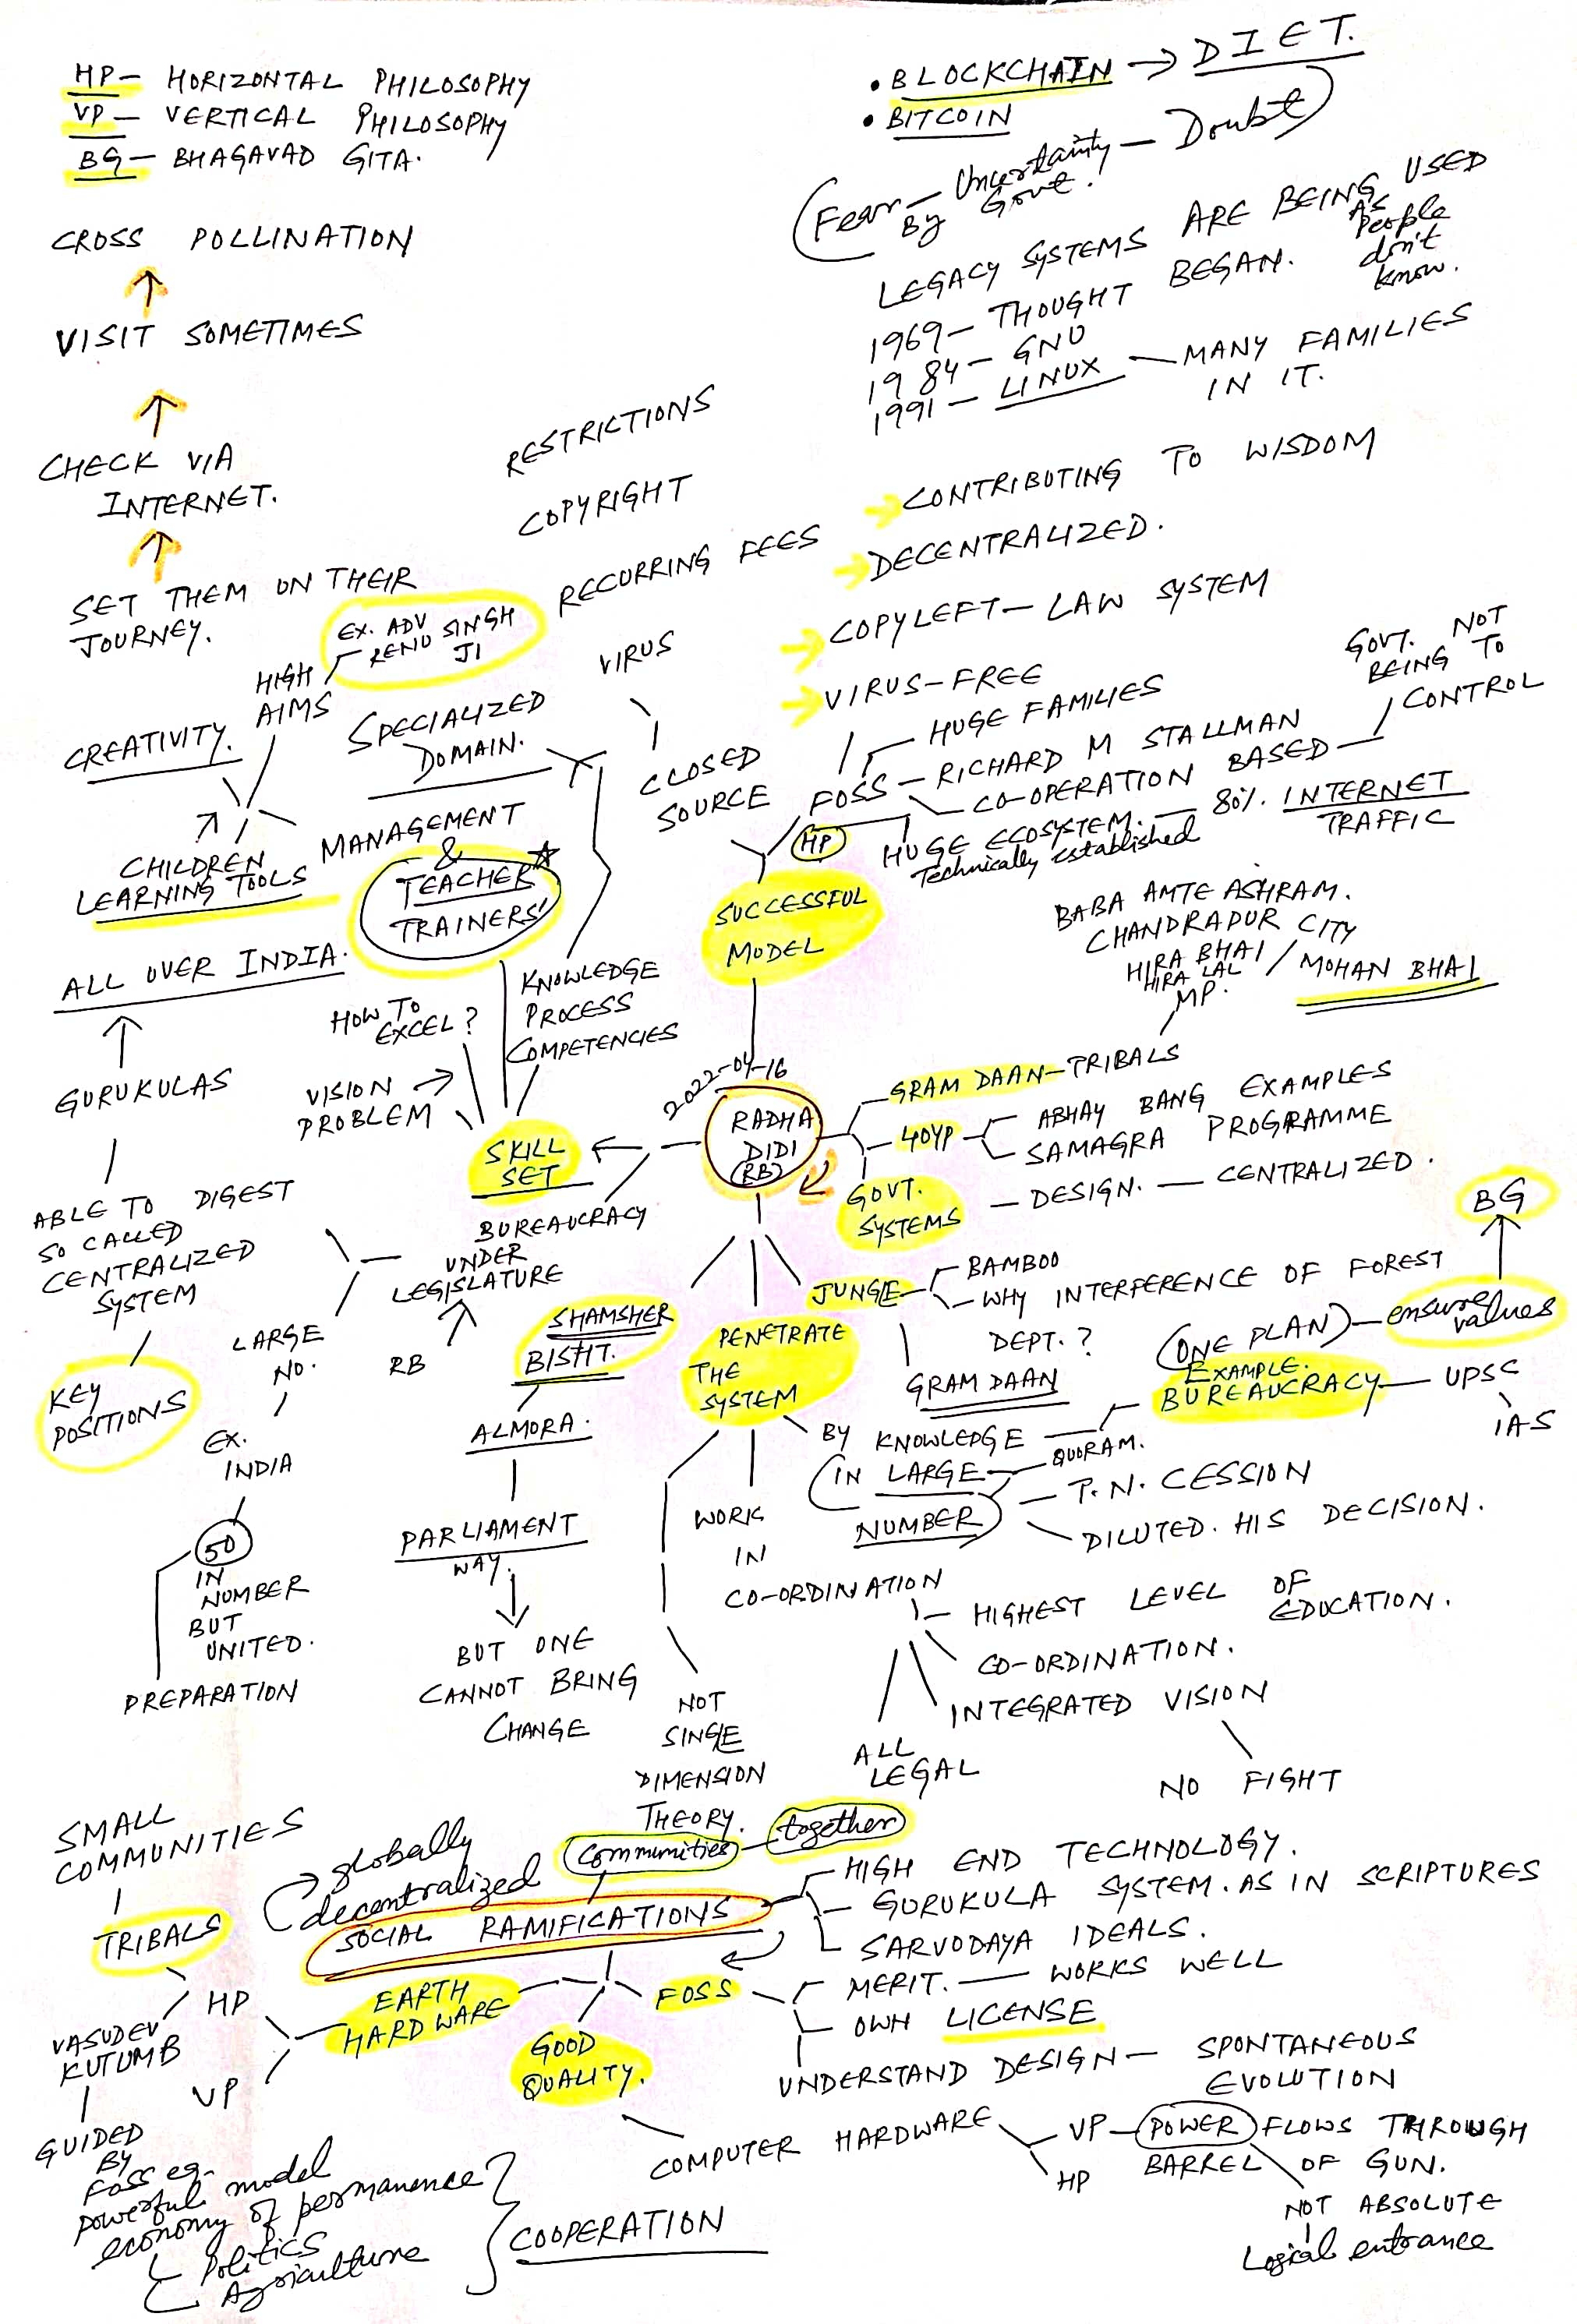 HP - HORIZONTAL PHILOSOPHY
VP - VERTICAL PHILOSOPHY
BG - BHAGAVAD GITA.
CROSS POLLINATION
VISIT SOMETIMES
CHECK VIA
INTERNET.
SET THEM ON THEIR
JOURNEY.
• BLOCKCHAIN → DIET.
• BITCOIN
(Fear - Uncertainty - Doubt)
By Govt.!
LEGACY SYSTEMS ARE BEING USED
AS
People
don't
know.
1969 - THOUGHT BEGAN.
1984 - GNU
1991 - LINUX - MANY FAMILIES
IN IT.
RESTRICTIONS
COPYRIGHT
RECURRING FEES
VIRUS
CLOSED
SOURCE
→ CONTRIBUTING TO WISDOM
→ DECENTRALIZED.
→ COPYLEFT - LAW SYSTEM
→ VIRUS-FREE
HUGE FAMILIES
FOSS - RICHARD M STALLMAN
CO-OPERATION BASED
GOVT. NOT
BEING TO
CONTROL
HP
HUGE ECOSYSTEM. - 80% INTERNET
TRAFFIC
Technically established
SUCCESSFUL
MODEL
EX. ADV
RENU SINGH
JI
HIGH
AIMS
CREATIVITY.
SPECIALIZED
DOMAIN.
CHILDREN
LEARNING TOOLS
MANAGEMENT
&
TEACHER
TRAINERS'
ALL OVER INDIA.
GURUKULAS
HOW TO
EXCEL?
KNOWLEDGE
PROCESS
COMPETENCIES
VISION
PROBLEM
SKILL
SET
BABA AMTE ASHRAM.
CHANDRAPUR CITY
HIRA BHAI / MOHAN BHAI
HIRA LAL
MP.
2022-04-16
RADHA
DIDI
(RB)
GRAM DAAN - TRIBALS
40YP
ABHAY BANG EXAMPLES
SAMAGRA PROGRAMME
GOVT.
SYSTEMS
- DESIGN. - CENTRALIZED.
BUREAUCRACY
UNDER
LEGISLATURE
RB
ABLE TO DIGEST
SO CALLED
CENTRALIZED
SYSTEM
KEY
POSITIONS
LARGE
NO.
EX.
INDIA
50
IN
NUMBER
BUT
UNITED.
PREPARATION
SHAMSHER
BISHT.
ALMORA.
PARLIAMENT
WAY.
BUT ONE
CANNOT BRING
CHANGE
PENETRATE
THE
SYSTEM
JUNGLE
BAMBOO
WHY INTERFERENCE OF FOREST
DEPT.?
GRAM DAAN
BG
(ONE PLAN) - ensure
values
EXAMPLE.
BUREAUCRACY - UPSC
IAS
BY KNOWLEDGE
(IN LARGE
NUMBER)
QUORAM.
T.N. CESSION
DILUTED. HIS DECISION.
WORK
IN
CO-ORDINATION
HIGHEST LEVEL OF
EDUCATION.
CO-ORDINATION.
INTEGRATED VISION
NO FIGHT
ALL
LEGAL
NOT
SINGLE
DIMENSION
THEORY.
SMALL
COMMUNITIES
TRIBALS
globally
decentralized
communities - together
SOCIAL RAMIFICATIONS
HIGH END TECHNOLOGY.
GURUKULA SYSTEM. AS IN SCRIPTURES
SARVODAYA IDEALS.
FOSS
MERIT. - WORKS WELL
OWN LICENSE
UNDERSTAND DESIGN - SPONTANEOUS
EVOLUTION
EARTH
HARDWARE
GOOD
QUALITY.
HP
VP
VASUDEV
KUTUMB
GUIDED
BY
FOSS eg.
powerful model
economy of permanence
Politics
Agriculture
COOPERATION
COMPUTER HARDWARE
VP - POWER FLOWS THROUGH
BARREL OF GUN.
HP
NOT ABSOLUTE
Logical entrance